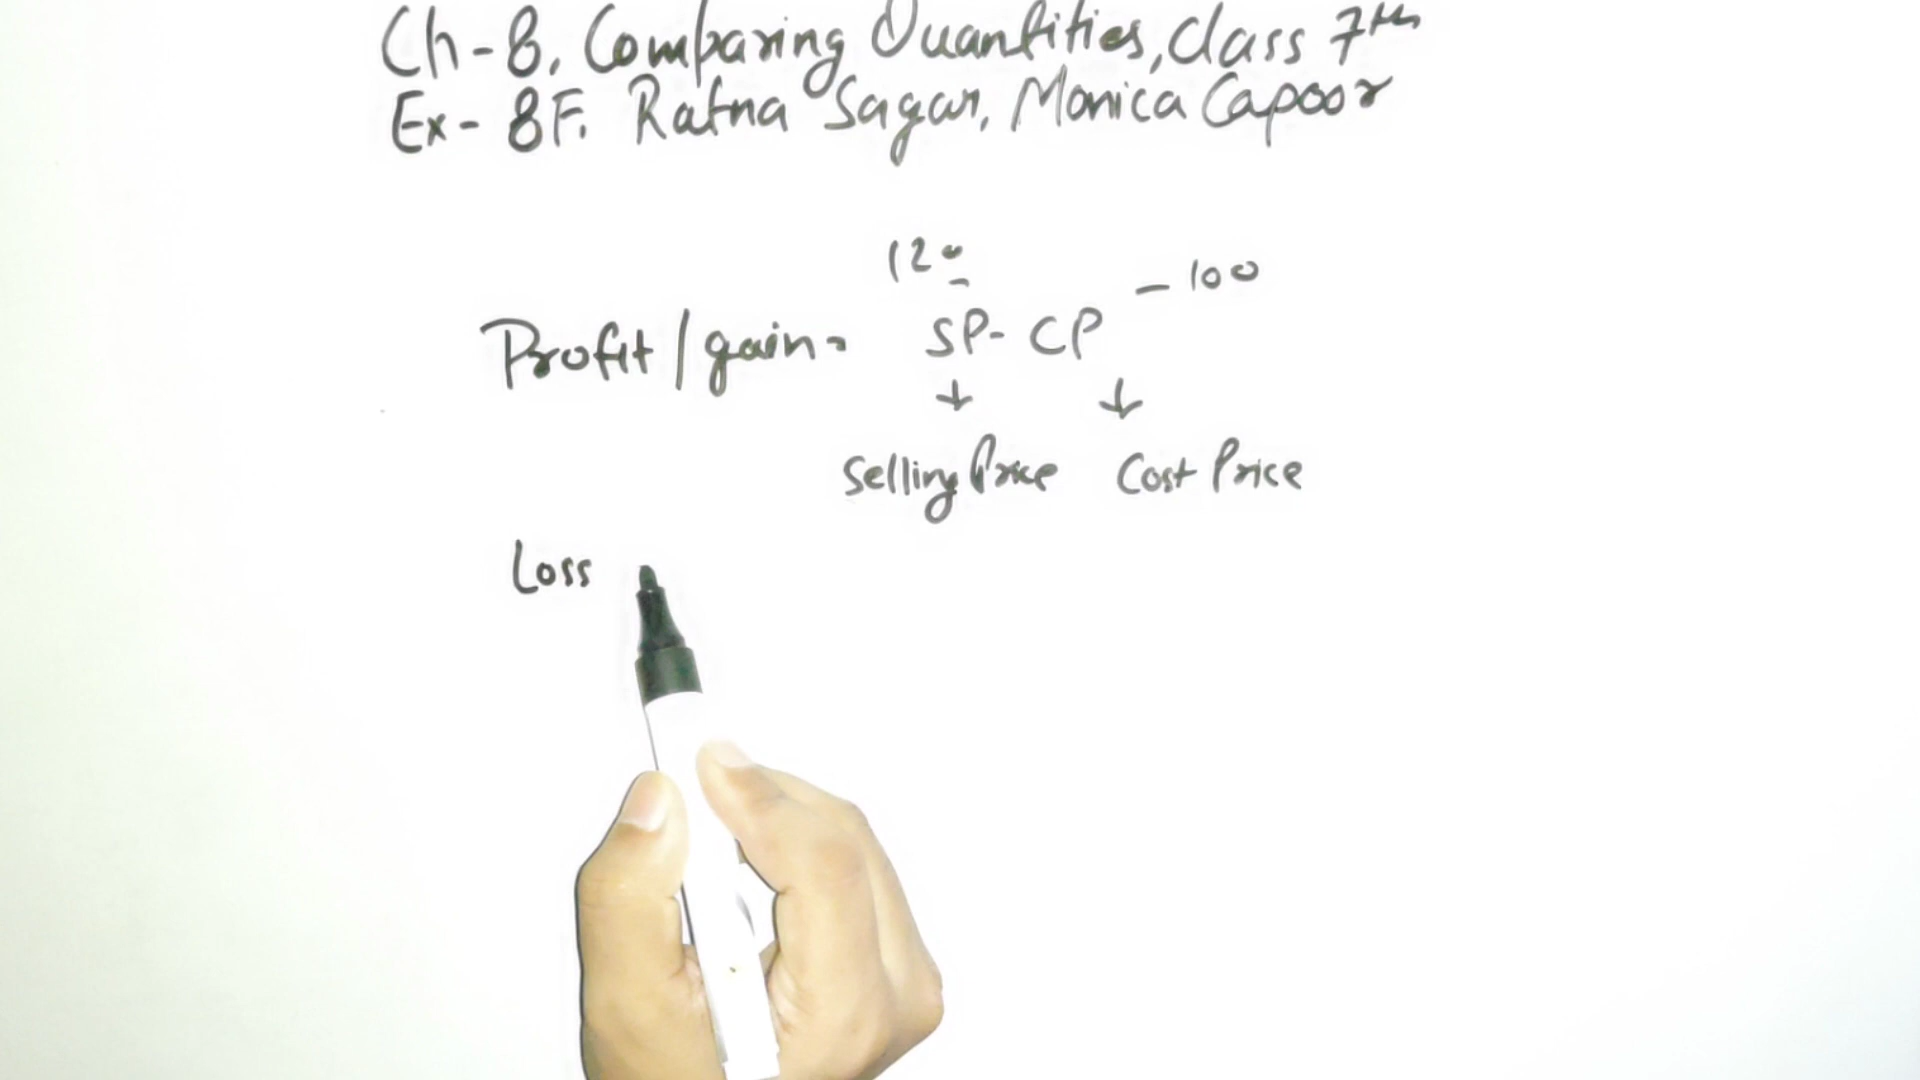 Ch-8, Comparing Quantities, Class 7th
Ex- 8F. Ratna Sagar, Monica Capoor
120 - 100
Profit/gain = SP- CP
↓ ↓
Selling Price Cost Price
Loss